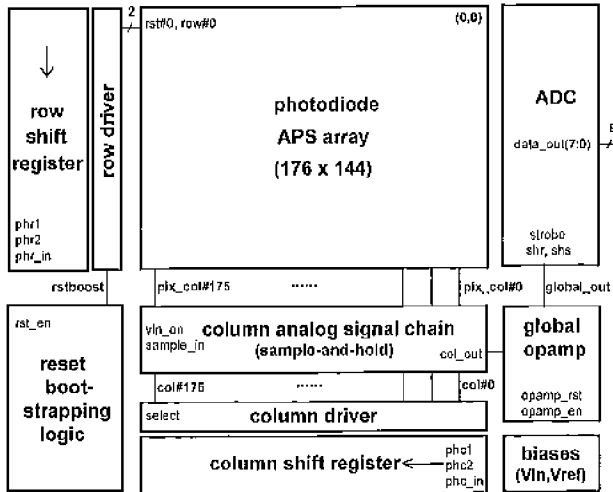 2
rst#0, row#0
(0,0)
row
shift
register
phr1
phr2
phr_in
row driver
photodiode
APS array
(176 x 144)
ADC
data_out(7:0)
strobe
shr, shs
rstboost
pix_col#175
......
pix_col#0
global_out
rst_en
reset
boot-
strapping
logic
vln_on
sample_in
column analog signal chain
(sample-and-hold)
col_out
global
opamp
opamp_rst
opamp_en
col#175
......
col#0
select
column driver
column shift register
phc1
phc2
phc_in
biases
(Vln,Vref)